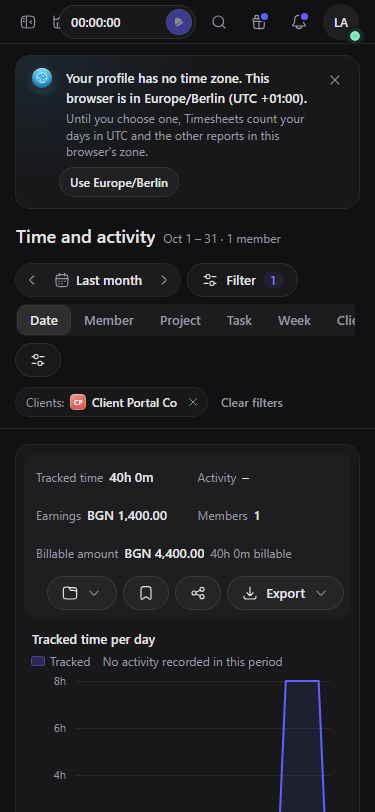 00:00:00
LA
Your profile has no time zone. This
browser is in Europe/Berlin (UTC +01:00).
Until you choose one, Timesheets count your
days in UTC and the other reports in this
browser's zone.
Use Europe/Berlin
Time and activity Oct 1 – 31 · 1 member
Last month
Filter 1
Date Member Project Task Week Clie
Clients: CP Client Portal Co
Clear filters
Tracked time 40h 0m
Activity –
Earnings BGN 1,400.00
Members 1
Billable amount BGN 4,400.00 40h 0m billable
Export
Tracked time per day
Tracked No activity recorded in this period
8h
6h
4h